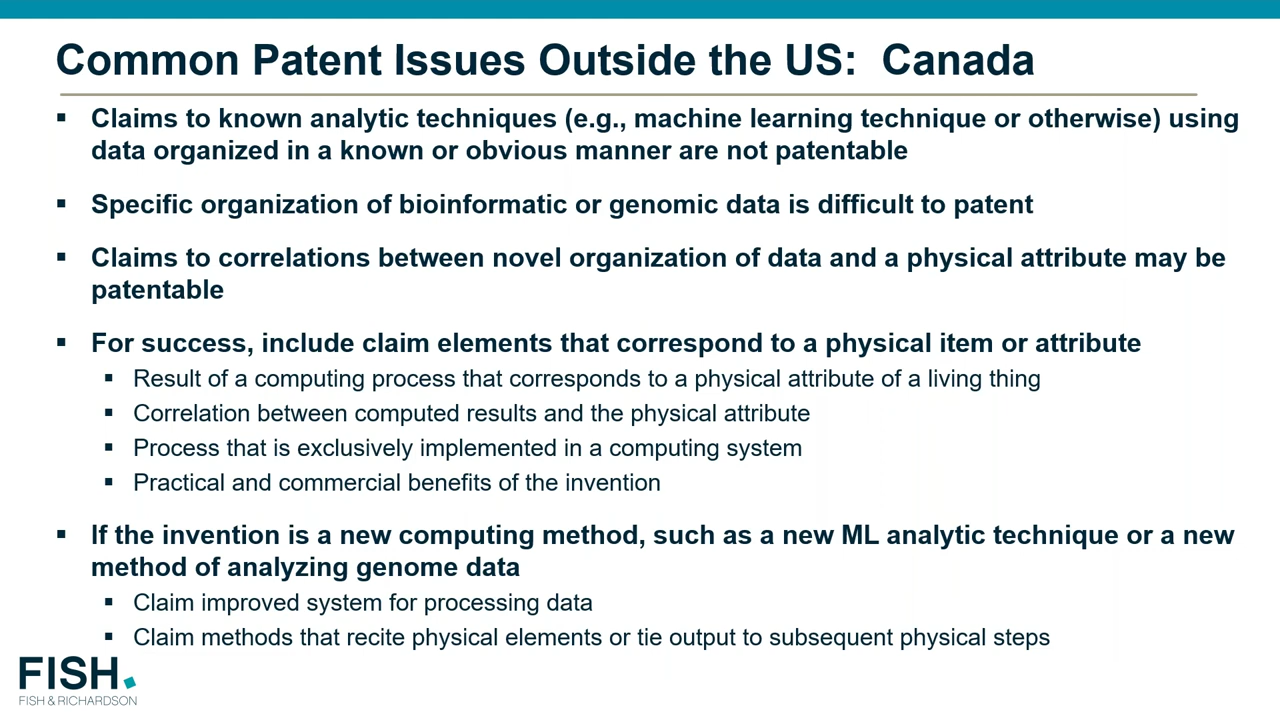 Common Patent Issues Outside the US: Canada
▪ Claims to known analytic techniques (e.g., machine learning technique or otherwise) using
data organized in a known or obvious manner are not patentable
▪ Specific organization of bioinformatic or genomic data is difficult to patent
▪ Claims to correlations between novel organization of data and a physical attribute may be
patentable
▪ For success, include claim elements that correspond to a physical item or attribute
▪ Result of a computing process that corresponds to a physical attribute of a living thing
▪ Correlation between computed results and the physical attribute
▪ Process that is exclusively implemented in a computing system
▪ Practical and commercial benefits of the invention
▪ If the invention is a new computing method, such as a new ML analytic technique or a new
method of analyzing genome data
▪ Claim improved system for processing data
▪ Claim methods that recite physical elements or tie output to subsequent physical steps
FISH.
FISH & RICHARDSON